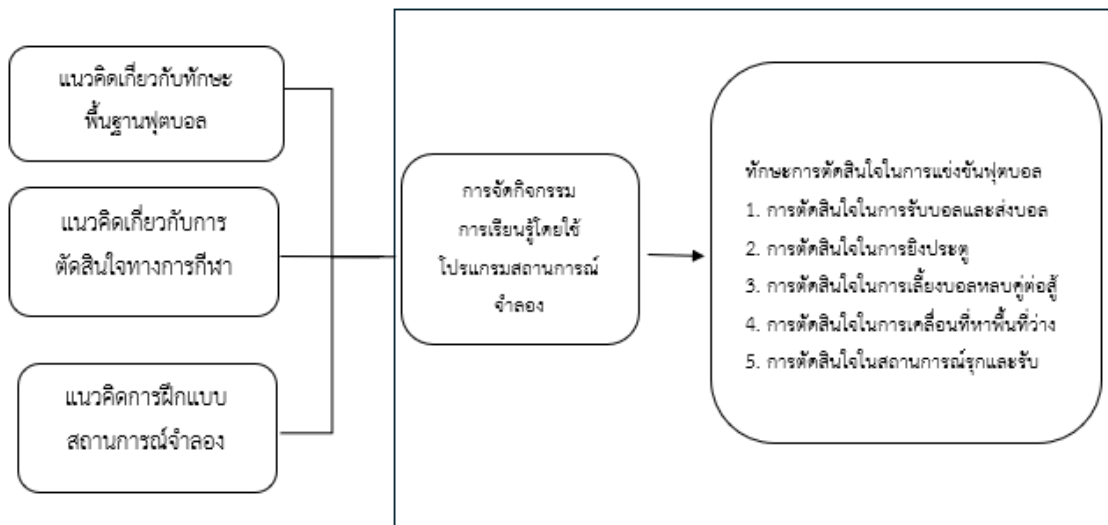 แนวคิดเกี่ยวกับทักษะ
พื้นฐานฟุตบอล
แนวคิดเกี่ยวกับการ
ตัดสินใจทางการกีฬา
แนวคิดการฝึกแบบ
สถานการณ์จำลอง
การจัดกิจกรรม
การเรียนรู้โดยใช้
โปรแกรมสถานการณ์
จำลอง
ทักษะการตัดสินใจในการแข่งขันฟุตบอล
1. การตัดสินใจในการรับบอลและส่งบอล
2. การตัดสินใจในการยิงประตู
3. การตัดสินใจในการเลี้ยงบอลหลบคู่ต่อสู้
4. การตัดสินใจในการเคลื่อนที่หาพื้นที่ว่าง
5. การตัดสินใจในสถานการณ์รุกและรับ